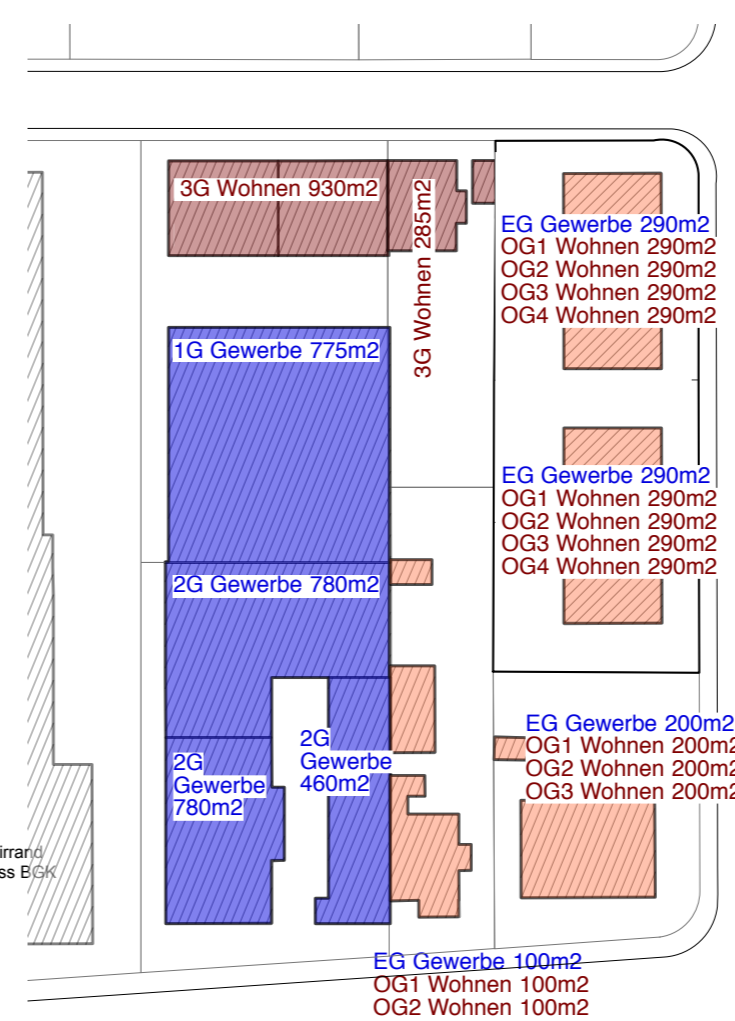 3G Wohnen 930m2
3G Wohnen 285m2
EG Gewerbe 290m2
OG1 Wohnen 290m2
OG2 Wohnen 290m2
OG3 Wohnen 290m2
OG4 Wohnen 290m2
1G Gewerbe 775m2
EG Gewerbe 290m2
OG1 Wohnen 290m2
OG2 Wohnen 290m2
OG3 Wohnen 290m2
OG4 Wohnen 290m2
2G Gewerbe 780m2
2G
Gewerbe
460m2
2G
Gewerbe
780m2
EG Gewerbe 200m2
OG1 Wohnen 200m2
OG2 Wohnen 200m2
OG3 Wohnen 200m2
irrand
ss BGK
EG Gewerbe 100m2
OG1 Wohnen 100m2
OG2 Wohnen 100m2